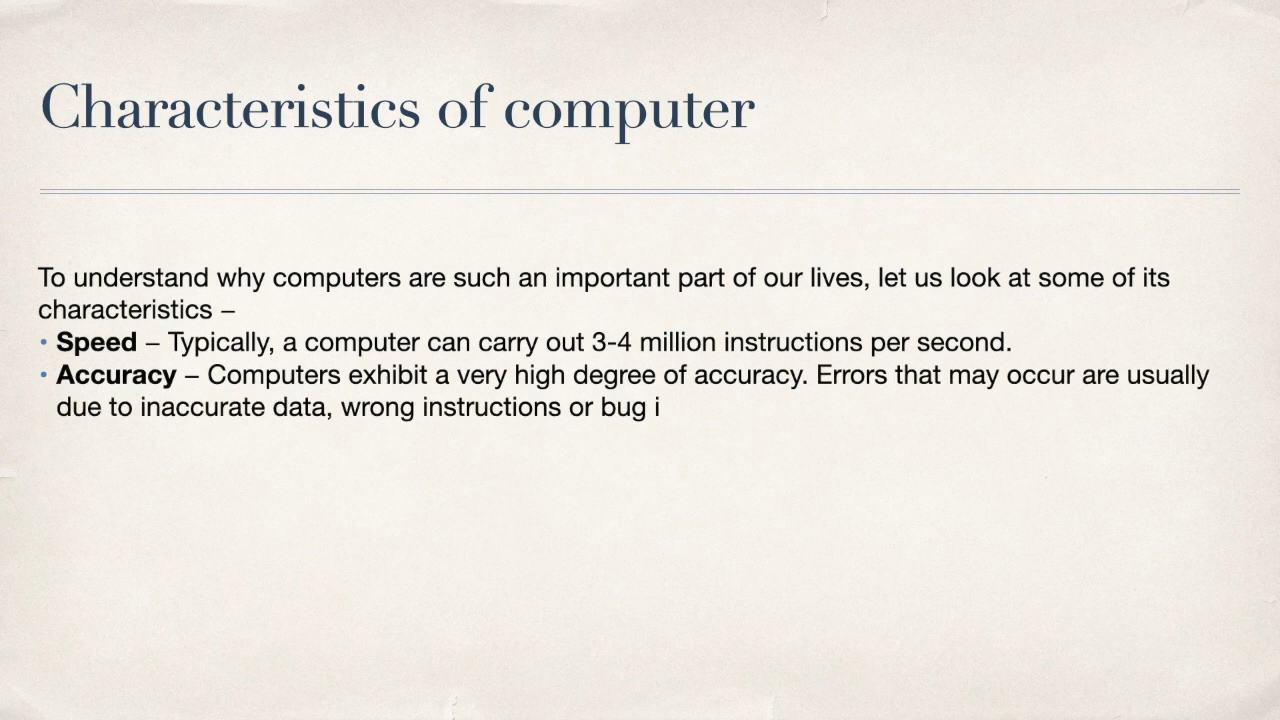 Characteristics of computer
To understand why computers are such an important part of our lives, let us look at some of its
characteristics –
• Speed – Typically, a computer can carry out 3-4 million instructions per second.
• Accuracy – Computers exhibit a very high degree of accuracy. Errors that may occur are usually
due to inaccurate data, wrong instructions or bug i